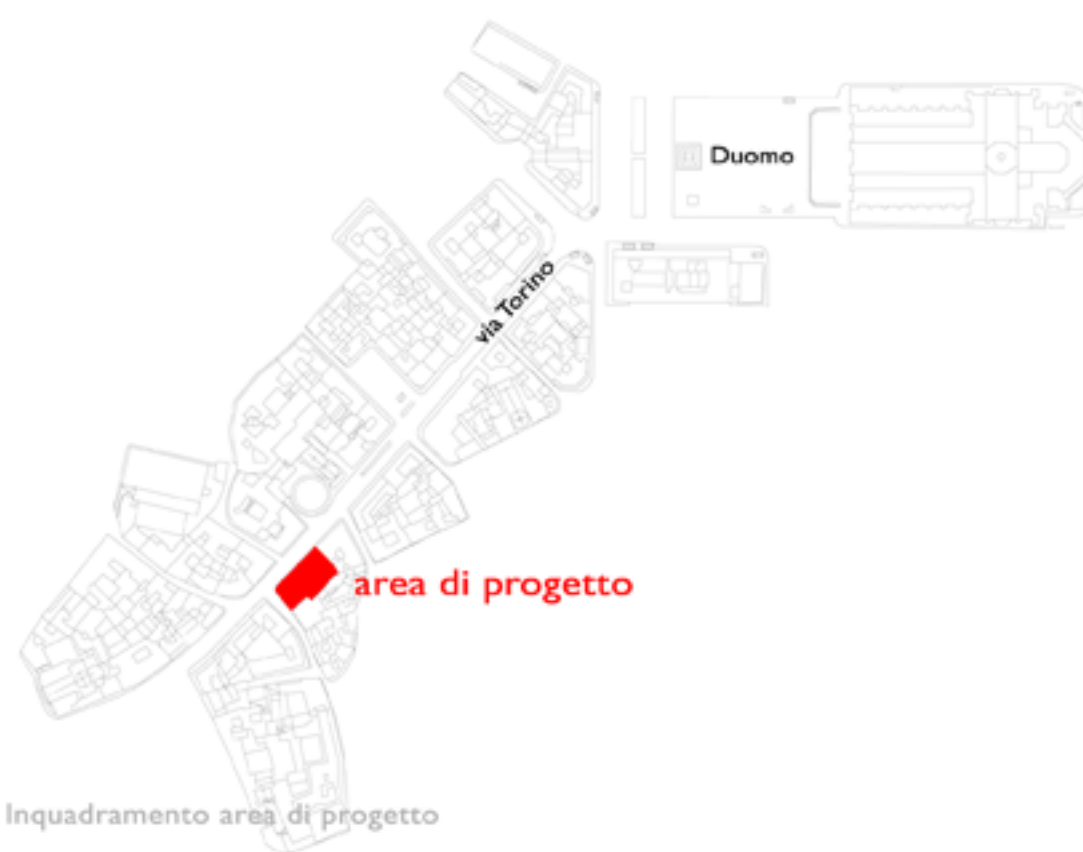 Duomo
via Torino
area di progetto
Inquadramento area di progetto